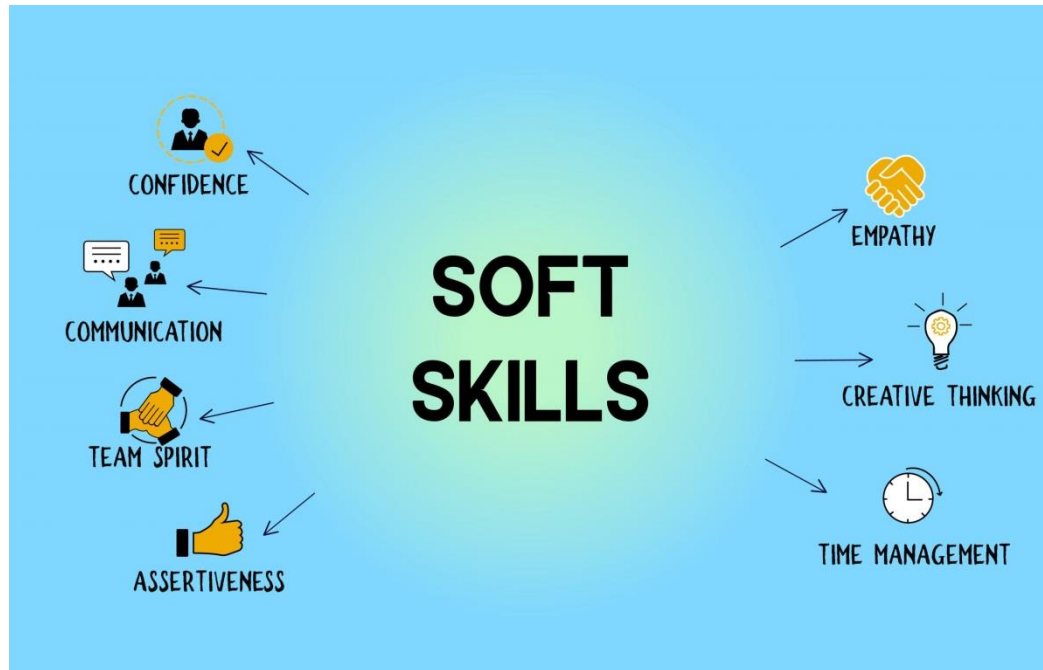 SOFT
SKILLS
CONFIDENCE
COMMUNICATION
TEAM SPIRIT
ASSERTIVENESS
EMPATHY
CREATIVE THINKING
TIME MANAGEMENT